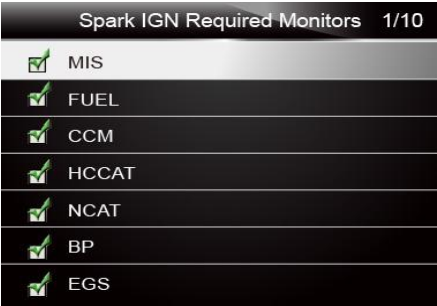 Spark IGN Required Monitors 1/10
MIS
FUEL
CCM
HCCAT
NCAT
BP
EGS